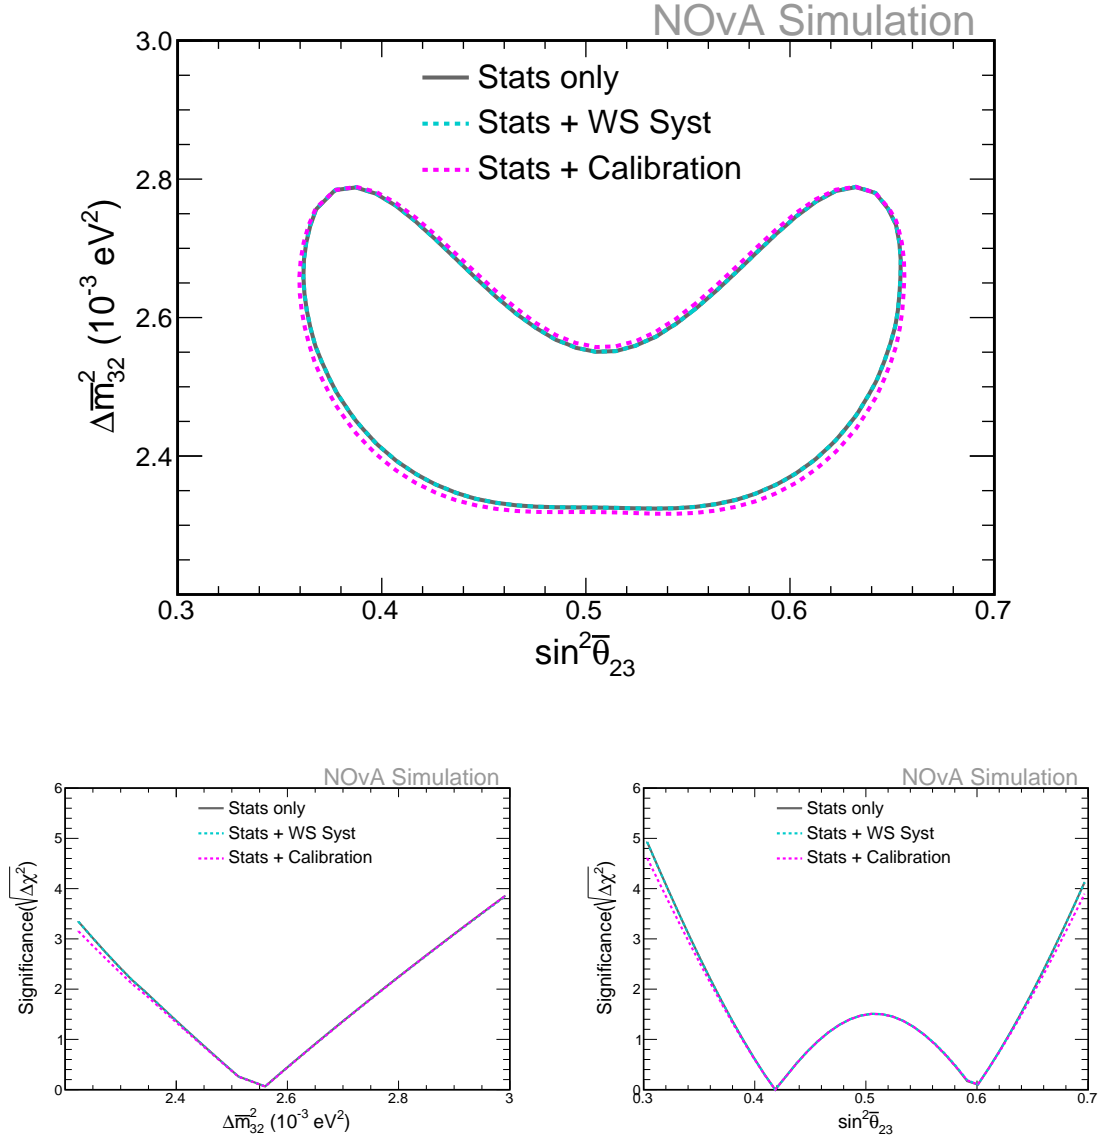 NOvA Simulation
3.0
Stats only
Stats + WS Syst
Stats + Calibration
2.8
2.6
2.4
Δm̅²₃₂ (10⁻³ eV²)
0.3 0.4 0.5 0.6 0.7
sin²θ̅₂₃
NOvA Simulation
6
Stats only
Stats + WS Syst
Stats + Calibration
5
4
3
2
1
0
Significance(√Δχ²)
2.4 2.6 2.8 3
Δm̅²₃₂ (10⁻³ eV²)
NOvA Simulation
6
Stats only
Stats + WS Syst
Stats + Calibration
5
4
3
2
1
0
Significance(√Δχ²)
0.3 0.4 0.5 0.6 0.7
sin²θ̅₂₃